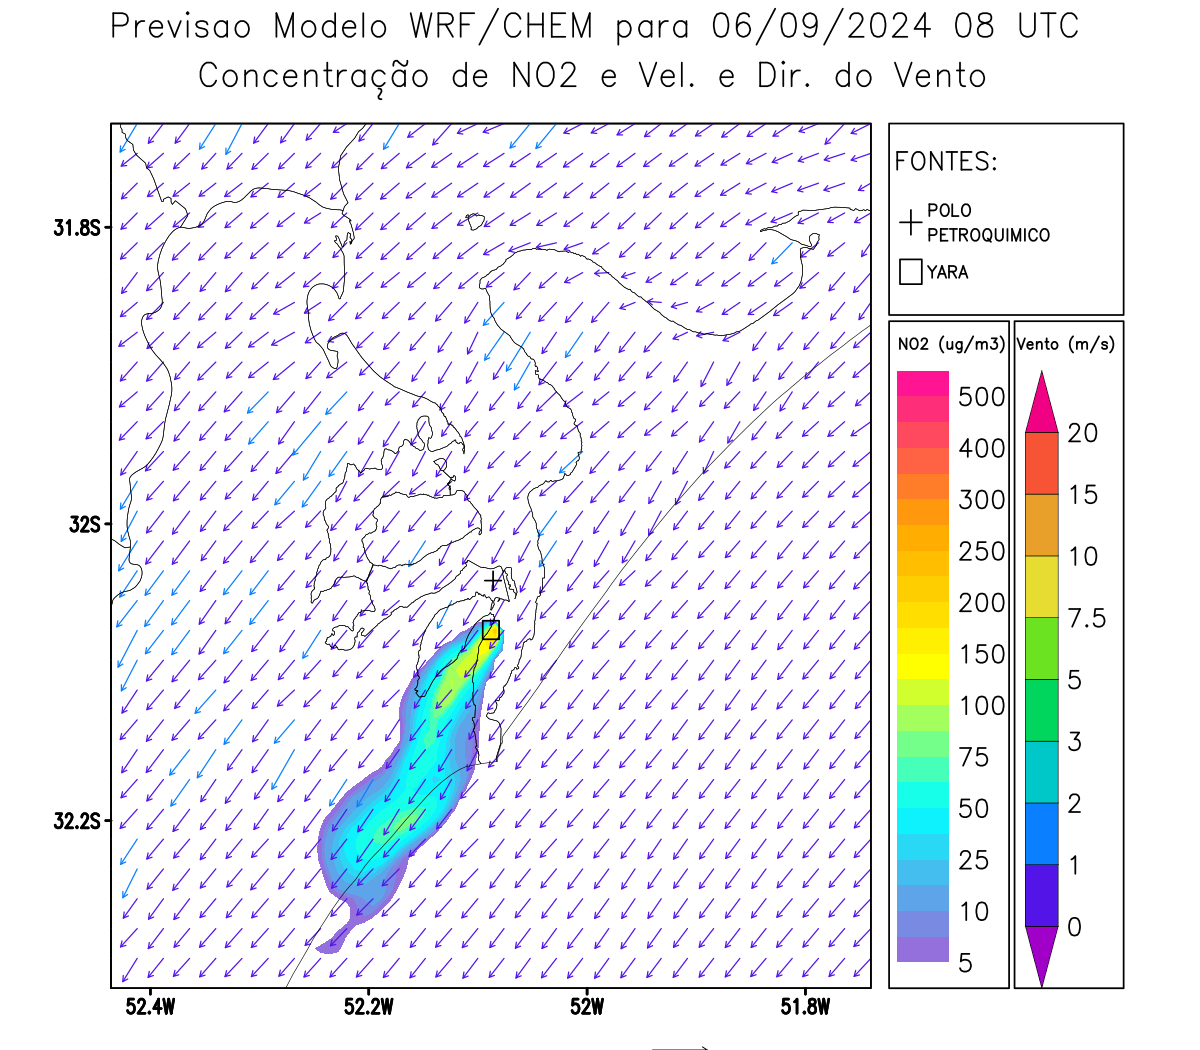 Previsao Modelo WRF/CHEM para 06/09/2024 08 UTC
Concentração de NO2 e Vel. e Dir. do Vento
FONTES:
POLO
PETROQUIMICO
YARA
NO2 (ug/m3)
500
400
300
250
200
150
100
75
50
25
10
5
Vento (m/s)
20
15
10
7.5
5
3
2
1
0
31.8S
32S
32.2S
52.4W
52.2W
52W
51.8W